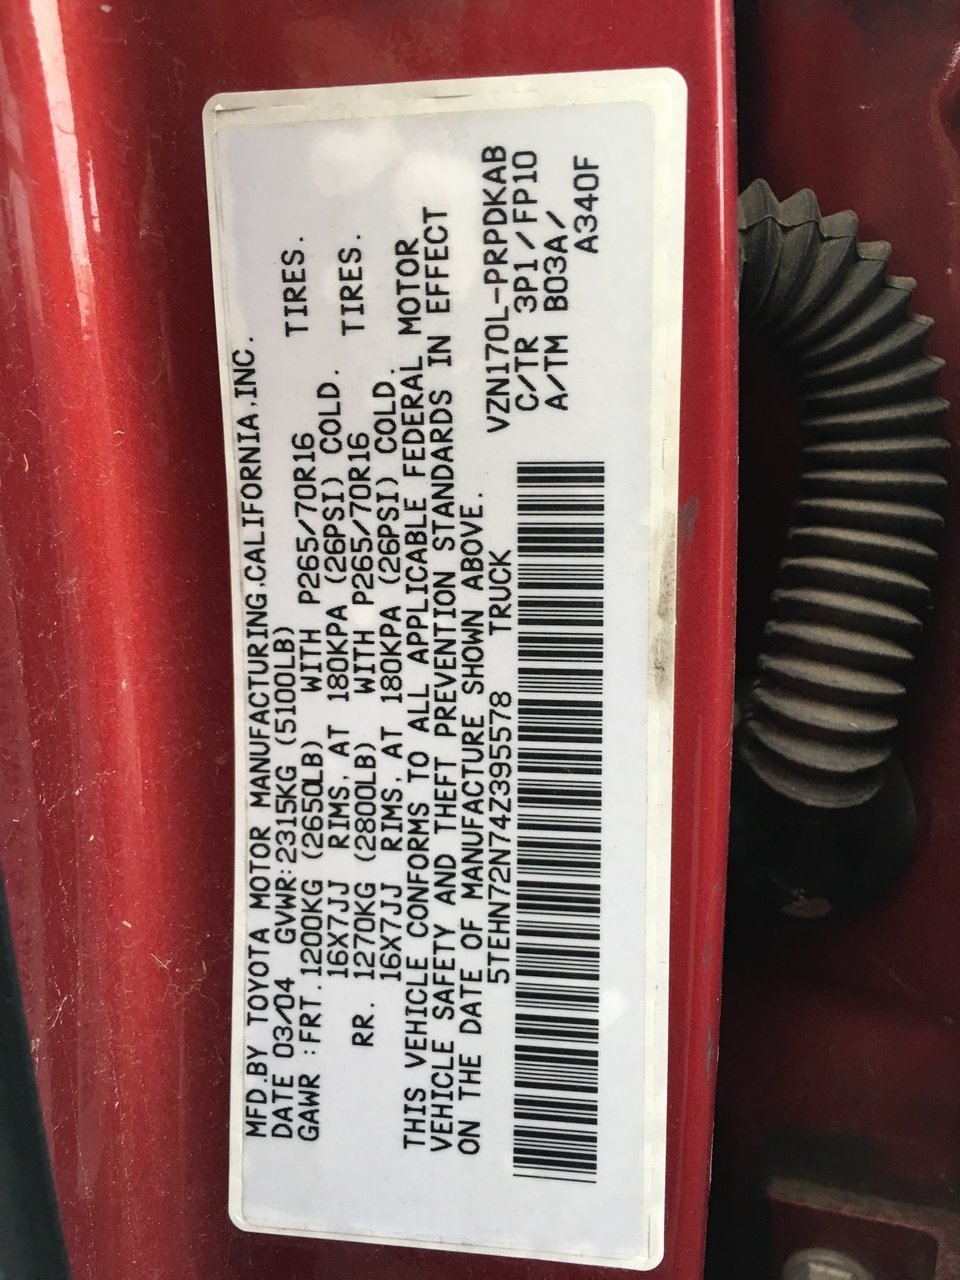 MFD.BY TOYOTA MOTOR MANUFACTURING.CALIFORNIA.INC.
DATE 03/04 GVWR:2315KG (5100LB)
GAWR :FRT.1200KG (2650LB) WITH P265/70R16 TIRES.
16X7JJ RIMS.AT 180KPA (26PSI) COLD.
RR. 1270KG (2800LB) WITH P265/70R16 TIRES.
16X7JJ RIMS.AT 180KPA (26PSI) COLD.
THIS VEHICLE CONFORMS TO ALL APPLICABLE FEDERAL MOTOR
VEHICLE SAFETY AND THEFT PREVENTION STANDARDS IN EFFECT
ON THE DATE OF MANUFACTURE SHOWN ABOVE.
5TEHN72N74Z395578 TRUCK
VZN170L-PRPDKAB
C/TR 3P1/FP10
A/TM B03A/
A340F